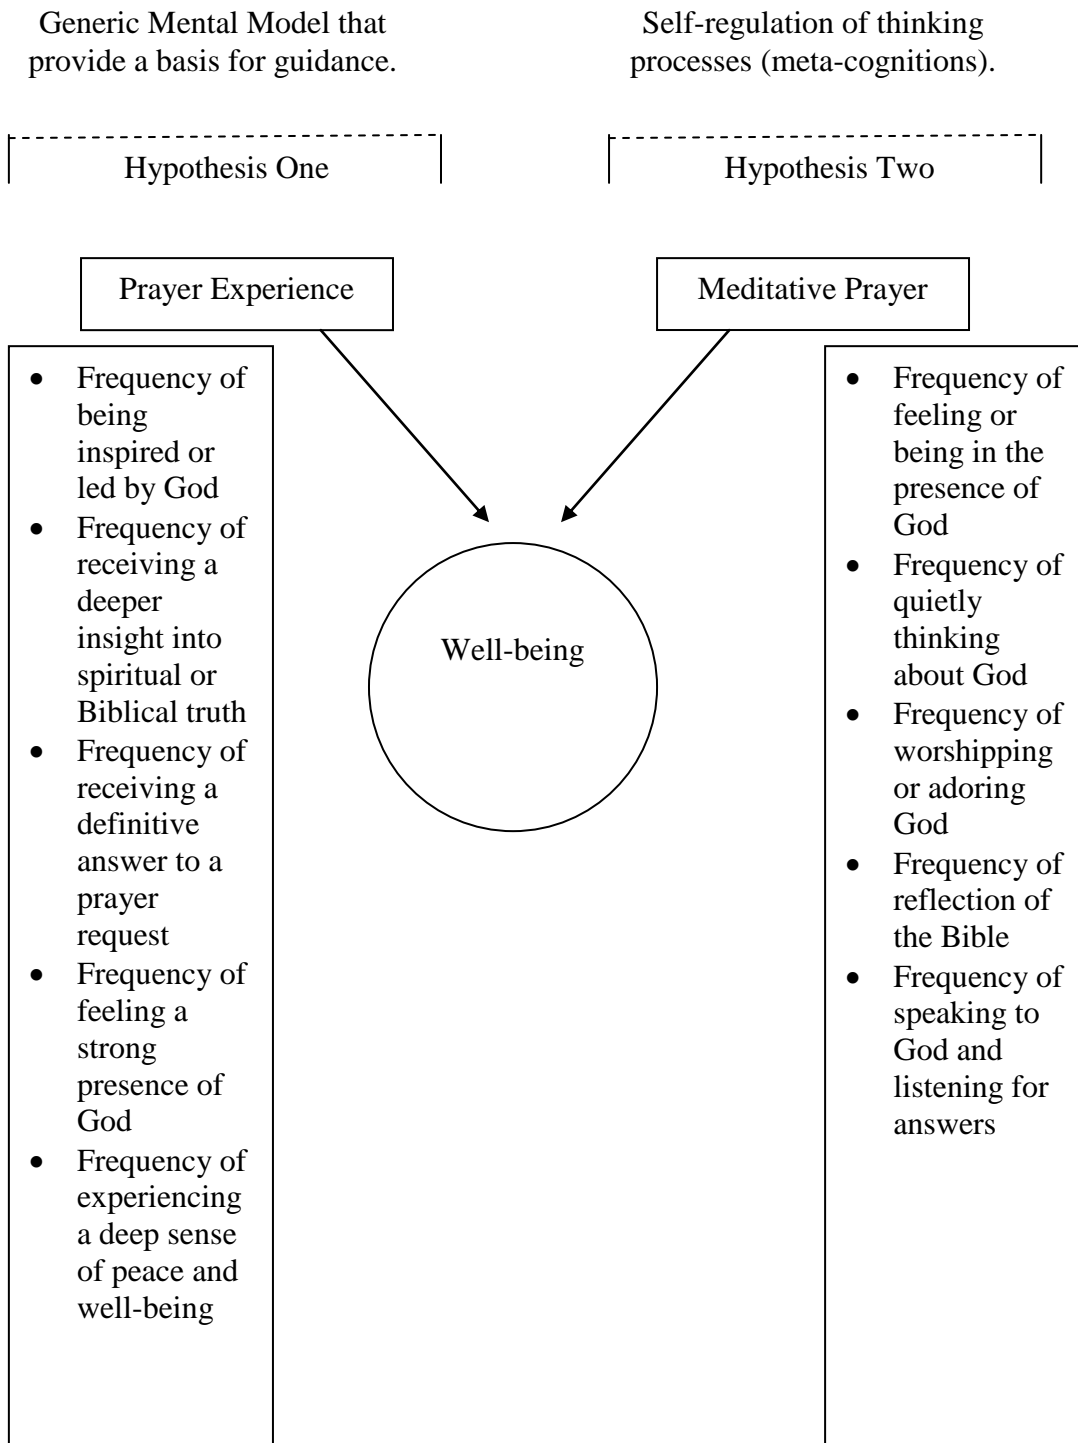 Generic Mental Model that
provide a basis for guidance.
Self-regulation of thinking
processes (meta-cognitions).
Hypothesis One
Hypothesis Two
Prayer Experience
Meditative Prayer
• Frequency of
being
inspired or
led by God
• Frequency of
receiving a
deeper
insight into
spiritual or
Biblical truth
• Frequency of
receiving a
definitive
answer to a
prayer
request
• Frequency of
feeling a
strong
presence of
God
• Frequency of
experiencing
a deep sense
of peace and
well-being
Well-being
• Frequency of
feeling or
being in the
presence of
God
• Frequency of
quietly
thinking
about God
• Frequency of
worshipping
or adoring
God
• Frequency of
reflection of
the Bible
• Frequency of
speaking to
God and
listening for
answers